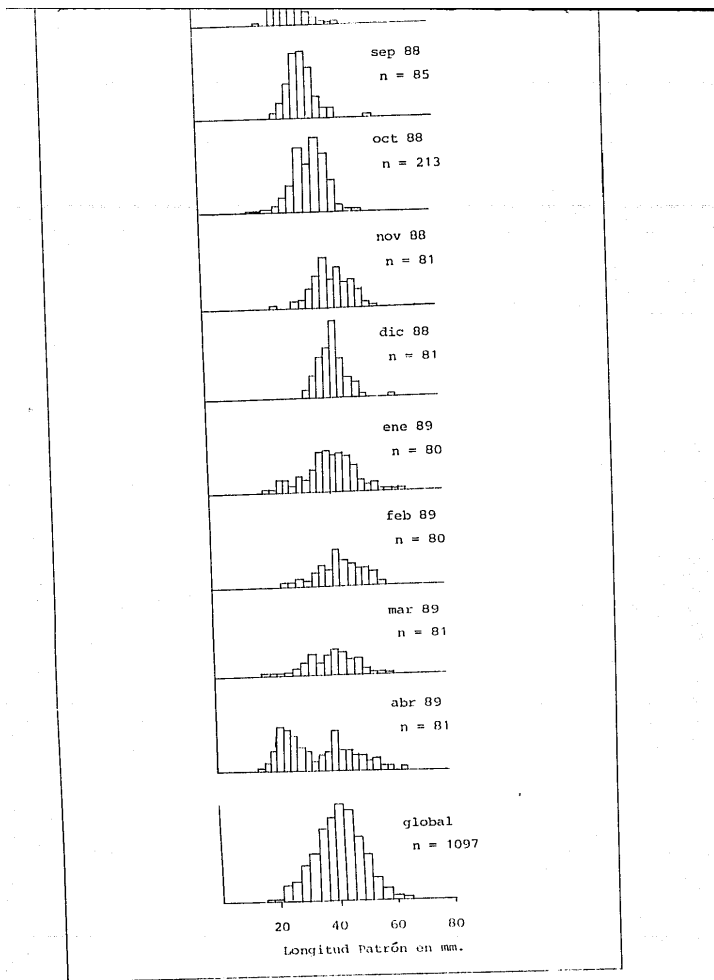 sep 88
n = 85
oct 88
n = 213
nov 88
n = 81
dic 88
n = 81
ene 89
n = 80
feb 89
n = 80
mar 89
n = 81
abr 89
n = 81
global
n = 1097
20 40 60 80
Longitud Patrón en mm.